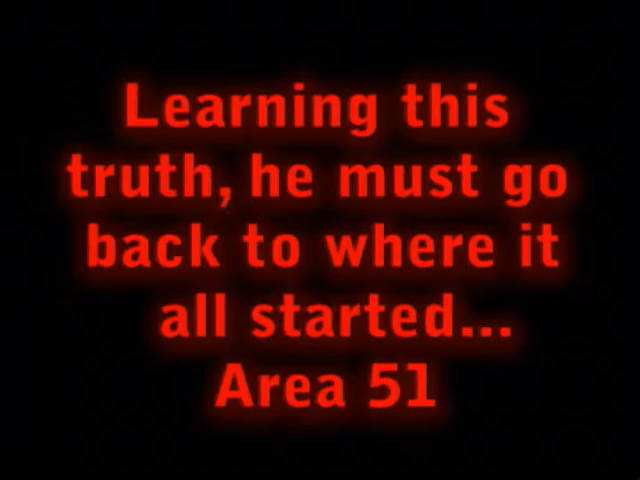 Learning this
truth, he must go
back to where it
all started...
Area 51